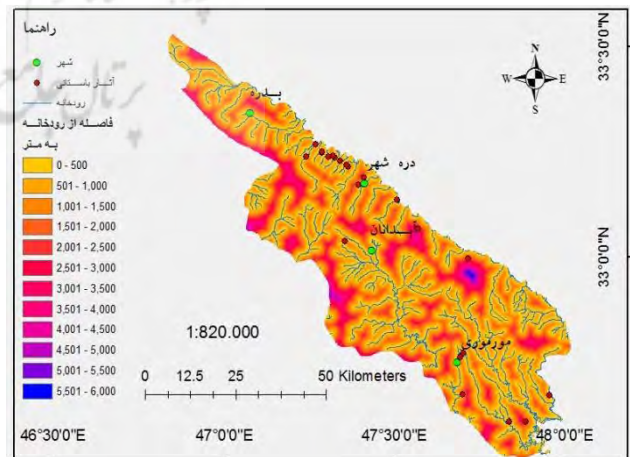 راهنما
شهر
آثار باستانی
رودخانه
فاصله از رودخانه
به متر
0 - 500
501 - 1,000
1,001 - 1,500
1,501 - 2,000
2,001 - 2,500
2,501 - 3,000
3,001 - 3,500
3,501 - 4,000
4,001 - 4,500
4,501 - 5,000
5,001 - 5,500
5,501 - 6,000
بدره
دره شهر
آبدانان
مورموری
N
W E
S
1:820.000
0 12.5 25 50 Kilometers
33°30'0"N
33°0'0"N
46°30'0"E 47°0'0"E 47°30'0"E 48°0'0"E